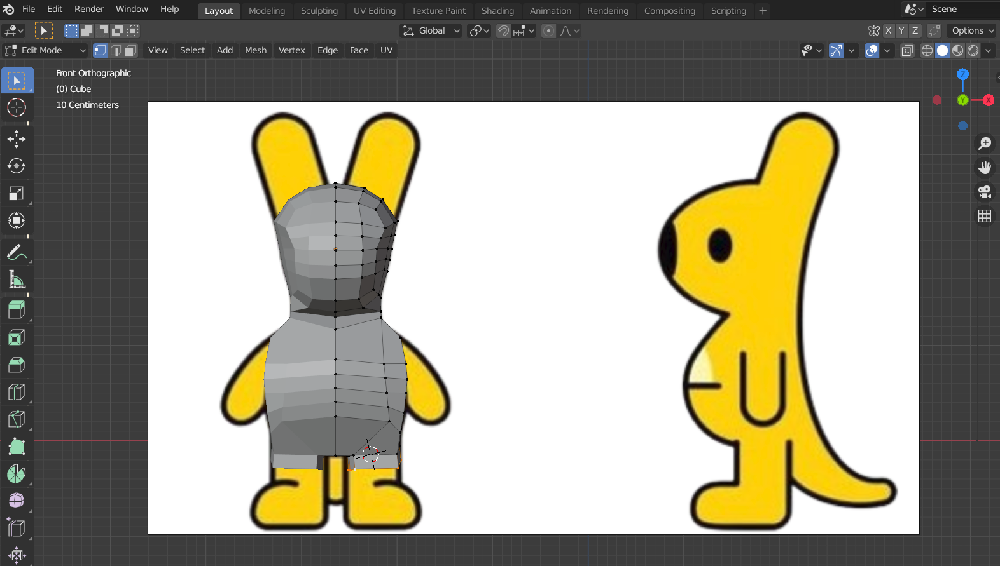 File Edit Render Window Help Layout Modeling Sculpting UV Editing Texture Paint Shading Animation Rendering Compositing Scripting + Scene
Global X Y Z Options
Edit Mode View Select Add Mesh Vertex Edge Face UV
Front Orthographic
(0) Cube
10 Centimeters
Z
Y X